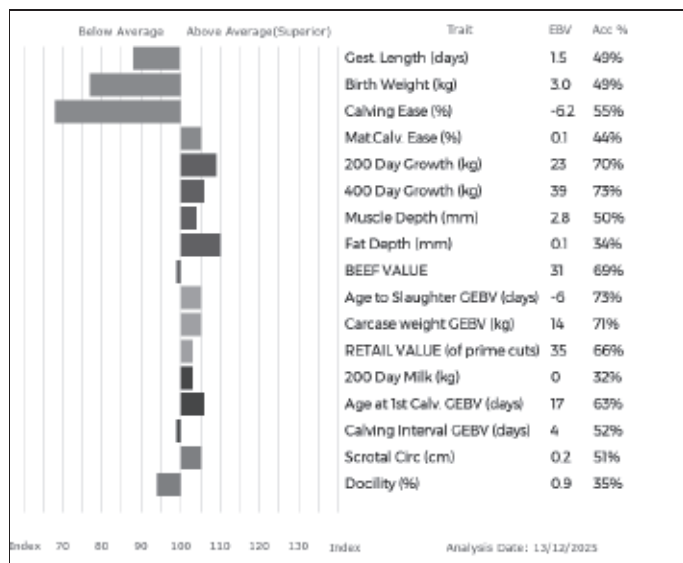 Below Average Above Average(Superior) Trait EBV Acc %
Gest. Length (days) 1.5 49%
Birth Weight (kg) 3.0 49%
Calving Ease (%) -6.2 55%
Mat.Calv. Ease (%) 0.1 44%
200 Day Growth (kg) 23 70%
400 Day Growth (kg) 39 73%
Muscle Depth (mm) 2.8 50%
Fat Depth (mm) 0.1 34%
BEEF VALUE 31 69%
Age to Slaughter GEBV (days) -6 73%
Carcase weight GEBV (kg) 14 71%
RETAIL VALUE (of prime cuts) 35 66%
200 Day Milk (kg) 0 32%
Age at 1st Calv. GEBV (days) 17 63%
Calving Interval GEBV (days) 4 52%
Scrotal Circ (cm) 0.2 51%
Docility (%) 0.9 35%
Index 70 80 90 100 110 120 130 Index Analysis Date: 13/12/2025